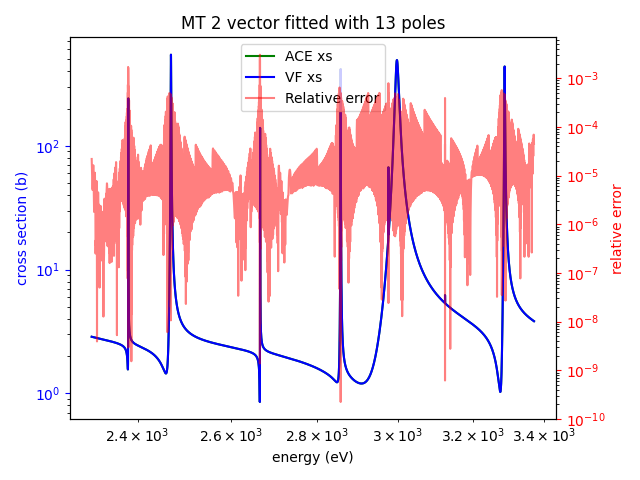 MT 2 vector fitted with 13 poles
ACE xs
VF xs
Relative error
cross section (b)
10²
10¹
10⁰
10⁻³
10⁻⁴
10⁻⁵
10⁻⁶
10⁻⁷
10⁻⁸
10⁻⁹
10⁻¹⁰
relative error
2.4 × 10³ 2.6 × 10³ 2.8 × 10³ 3 × 10³ 3.2 × 10³ 3.4 × 10³
energy (eV)